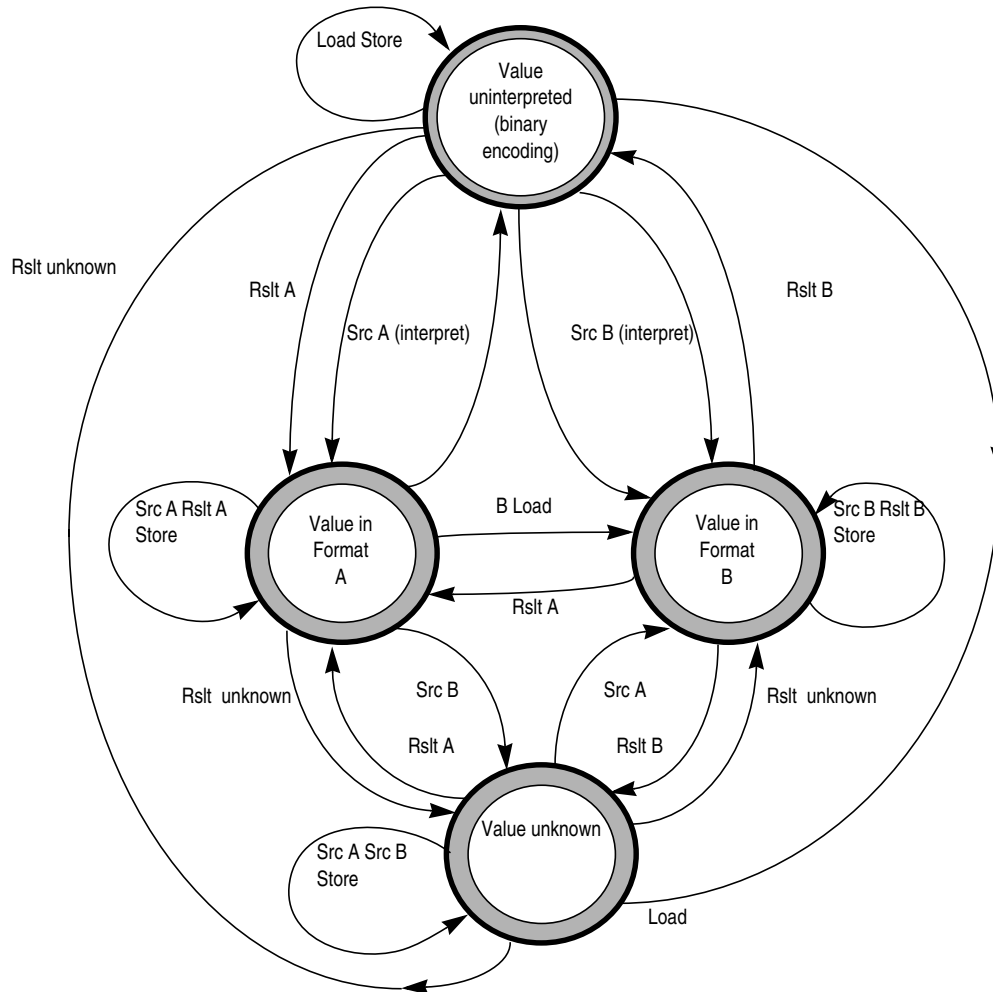 Load Store
Value
uninterpreted
(binary
encoding)
Rslt unknown
Rslt A
Rslt B
Src A (interpret)
Src B (interpret)
Src A Rslt A
Store
Value in
Format
A
B Load
Value in
Format
B
Src B Rslt B
Store
Rslt A
Rslt unknown
Src B
Src A
Rslt unknown
Rslt A
Rslt B
Value unknown
Src A Src B
Store
Load